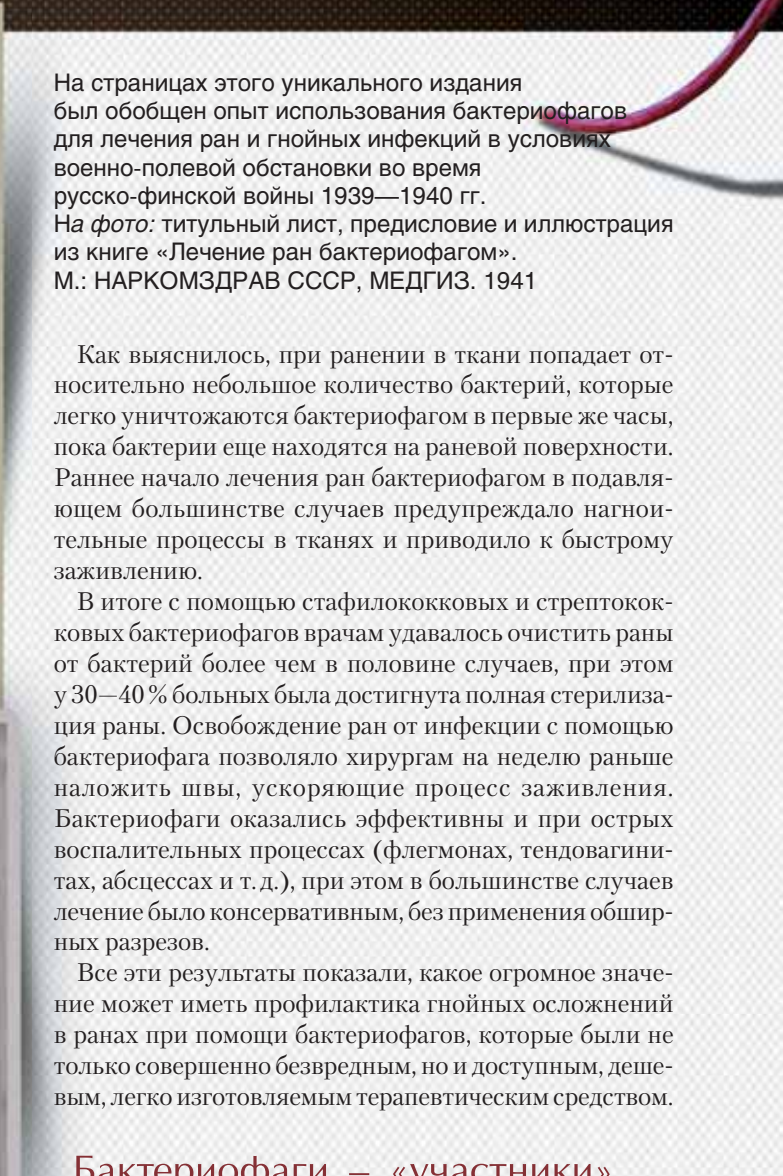 На страницах этого уникального издания
был обобщен опыт использования бактериофагов
для лечения ран и гнойных инфекций в условиях
военно-полевой обстановки во время
русско-финской войны 1939—1940 гг.
На фото: титульный лист, предисловие и иллюстрация
из книге «Лечение ран бактериофагом».
М.: НАРКОМЗДРАВ СССР, МЕДГИЗ. 1941
Как выяснилось, при ранении в ткани попадает от-
носительно небольшое количество бактерий, которые
легко уничтожаются бактериофагом в первые же часы,
пока бактерии еще находятся на раневой поверхности.
Раннее начало лечения ран бактериофагом в подавля-
ющем большинстве случаев предупреждало нагнои-
тельные процессы в тканях и приводило к быстрому
заживлению.
В итоге с помощью стафилококковых и стрептокок-
ковых бактериофагов врачам удавалось очистить раны
от бактерий более чем в половине случаев, при этом
у 30—40 % больных была достигнута полная стерилиза-
ция раны. Освобождение ран от инфекции с помощью
бактериофага позволяло хирургам на неделю раньше
наложить швы, ускоряющие процесс заживления.
Бактериофаги оказались эффективны и при острых
воспалительных процессах (флегмонах, тендовагини-
тах, абсцессах и т. д.), при этом в большинстве случаев
лечение было консервативным, без применения обшир-
ных разрезов.
Все эти результаты показали, какое огромное значе-
ние может иметь профилактика гнойных осложнений
в ранах при помощи бактериофагов, которые были не
только совершенно безвредным, но и доступным, деше-
вым, легко изготовляемым терапевтическим средством.
Бактериофаги – «участники»